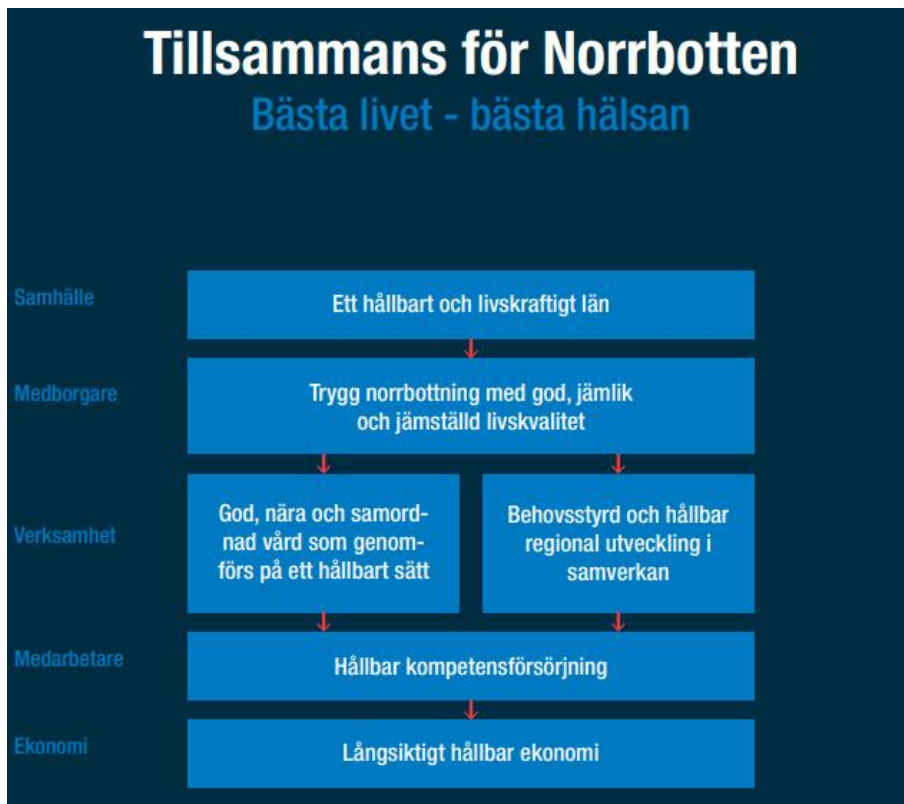 Tillsammans för Norrbotten
Bästa livet - bästa hälsan
Samhälle
Ett hållbart och livskraftigt län
Medborgare
Trygg norrbottning med god, jämlik
och jämställd livskvalitet
Verksamhet
God, nära och samord-
nad vård som genom-
förs på ett hållbart sätt
Behovsstyrd och hållbar
regional utveckling i
samverkan
Medarbetare
Hållbar kompetensförsörjning
Ekonomi
Långsiktigt hållbar ekonomi